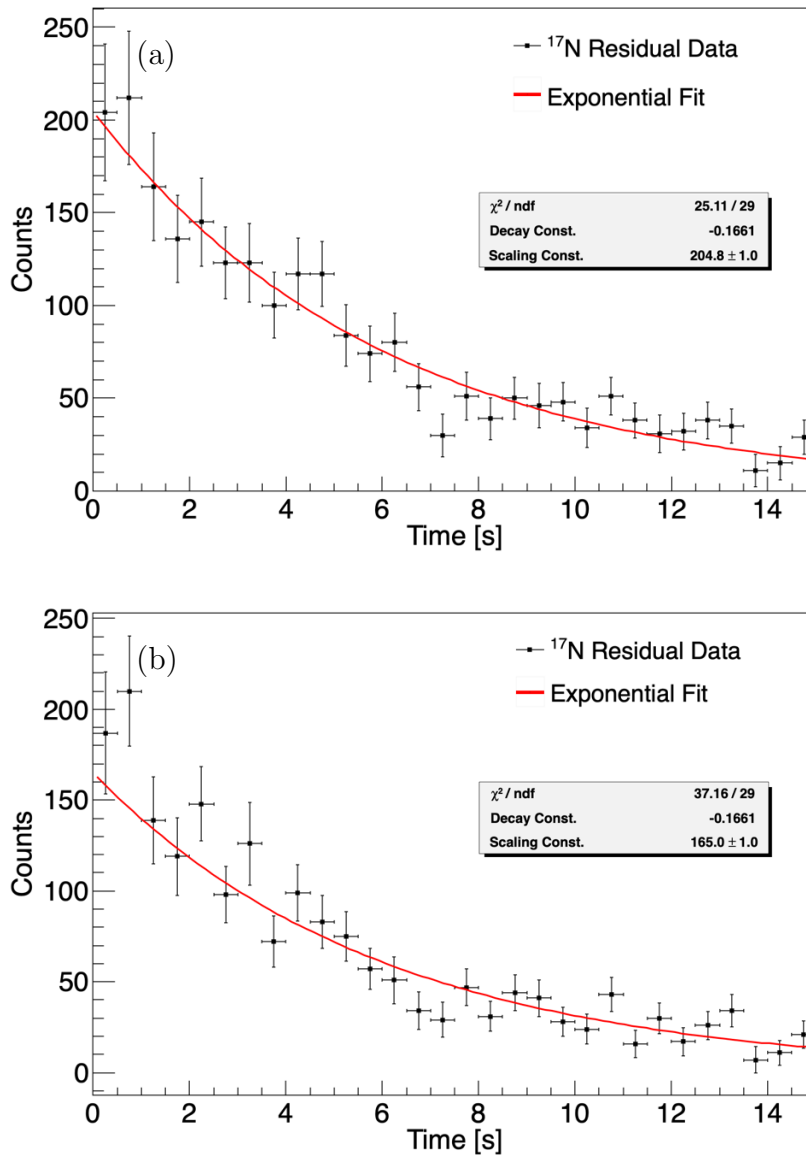 (a)
¹⁷N Residual Data
Exponential Fit
χ² / ndf 25.11 / 29
Decay Const. -0.1661
Scaling Const. 204.8 ± 1.0
Counts
250
200
150
100
50
0
0 2 4 6 8 10 12 14
Time [s]
(b)
¹⁷N Residual Data
Exponential Fit
χ² / ndf 37.16 / 29
Decay Const. -0.1661
Scaling Const. 165.0 ± 1.0
Counts
250
200
150
100
50
0
0 2 4 6 8 10 12 14
Time [s]